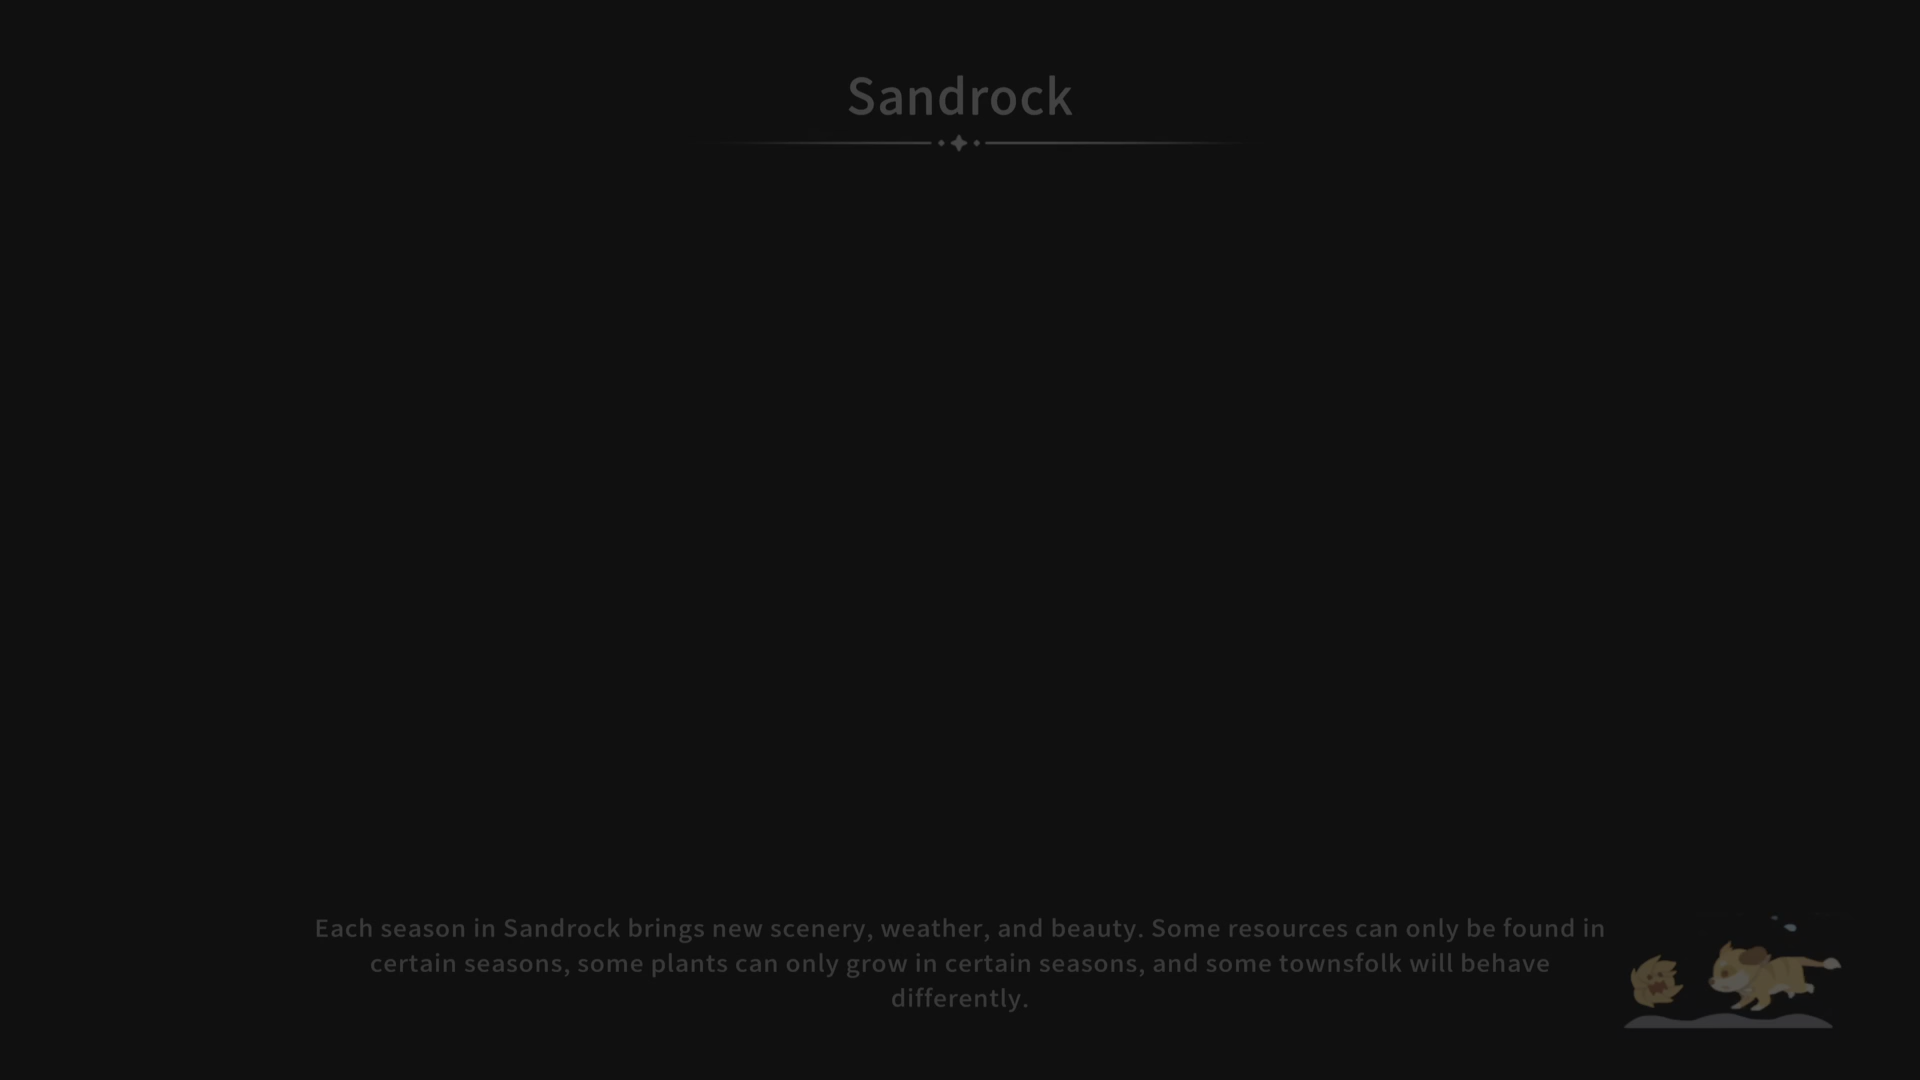 Sandrock
Each season in Sandrock brings new scenery, weather, and beauty. Some resources can only be found in
certain seasons, some plants can only grow in certain seasons, and some townsfolk will behave
differently.